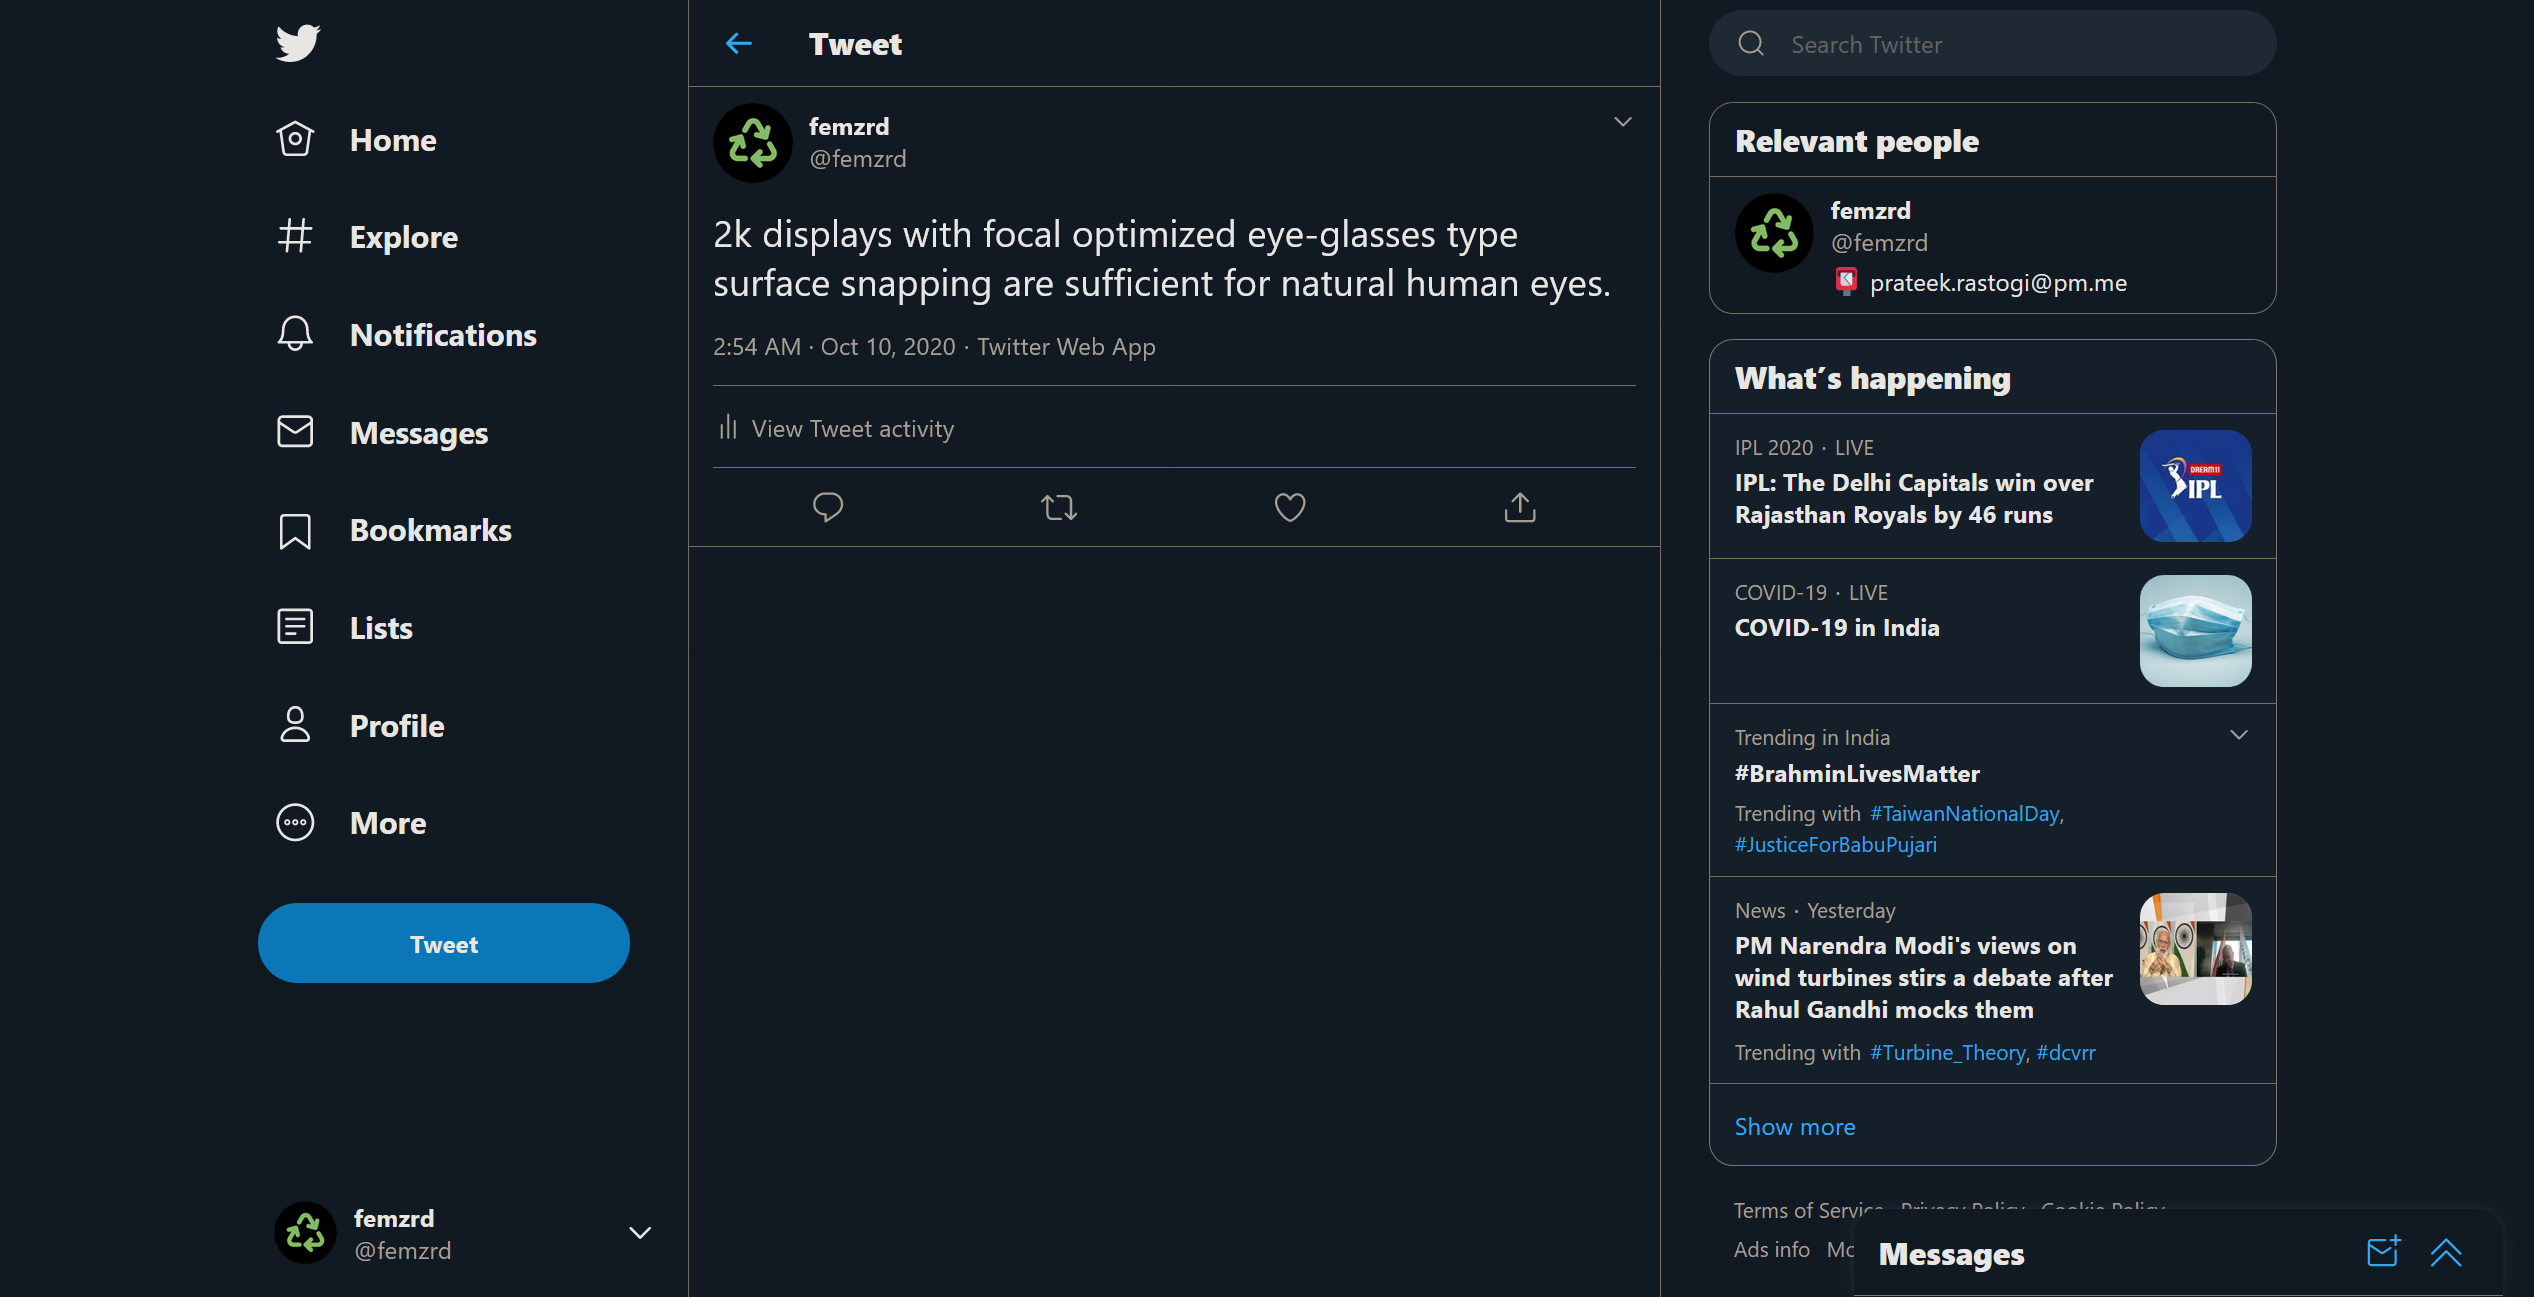 Home
Explore
Notifications
Messages
Bookmarks
Lists
Profile
More
Tweet
femzrd
@femzrd
Tweet
femzrd
@femzrd
2k displays with focal optimized eye-glasses type
surface snapping are sufficient for natural human eyes.
2:54 AM · Oct 10, 2020 · Twitter Web App
View Tweet activity
Search Twitter
Relevant people
femzrd
@femzrd
prateek.rastogi@pm.me
What's happening
IPL 2020 · LIVE
IPL: The Delhi Capitals win over
Rajasthan Royals by 46 runs
DREAM11
IPL
COVID-19 · LIVE
COVID-19 in India
Trending in India
#BrahminLivesMatter
Trending with #TaiwanNationalDay,
#JusticeForBabuPujari
News · Yesterday
PM Narendra Modi's views on
wind turbines stirs a debate after
Rahul Gandhi mocks them
Trending with #Turbine_Theory, #dcvrr
Show more
Terms of Service Privacy Policy Cookie Policy
Ads info Mo
Messages